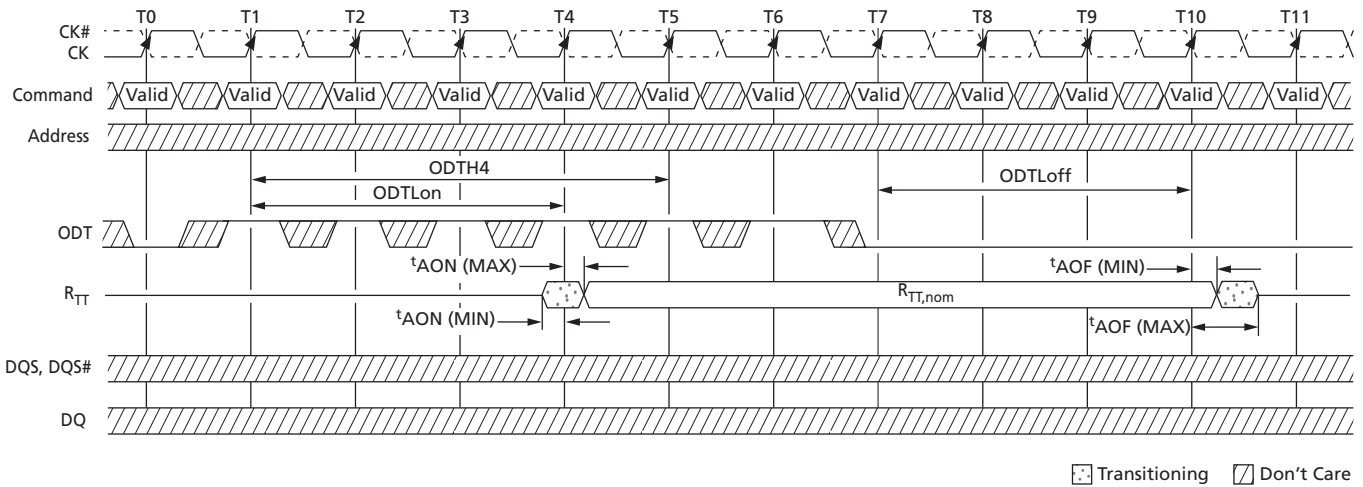 T0 T1 T2 T3 T4 T5 T6 T7 T8 T9 T10 T11
CK#
CK
Command Valid Valid Valid Valid Valid Valid Valid Valid Valid Valid Valid Valid
Address
ODTH4
ODTLoff
ODTLon
ODT
tAON (MAX) tAOF (MIN)
RTT RTT,nom
tAON (MIN) tAOF (MAX)
DQS, DQS#
DQ
Transitioning Don't Care